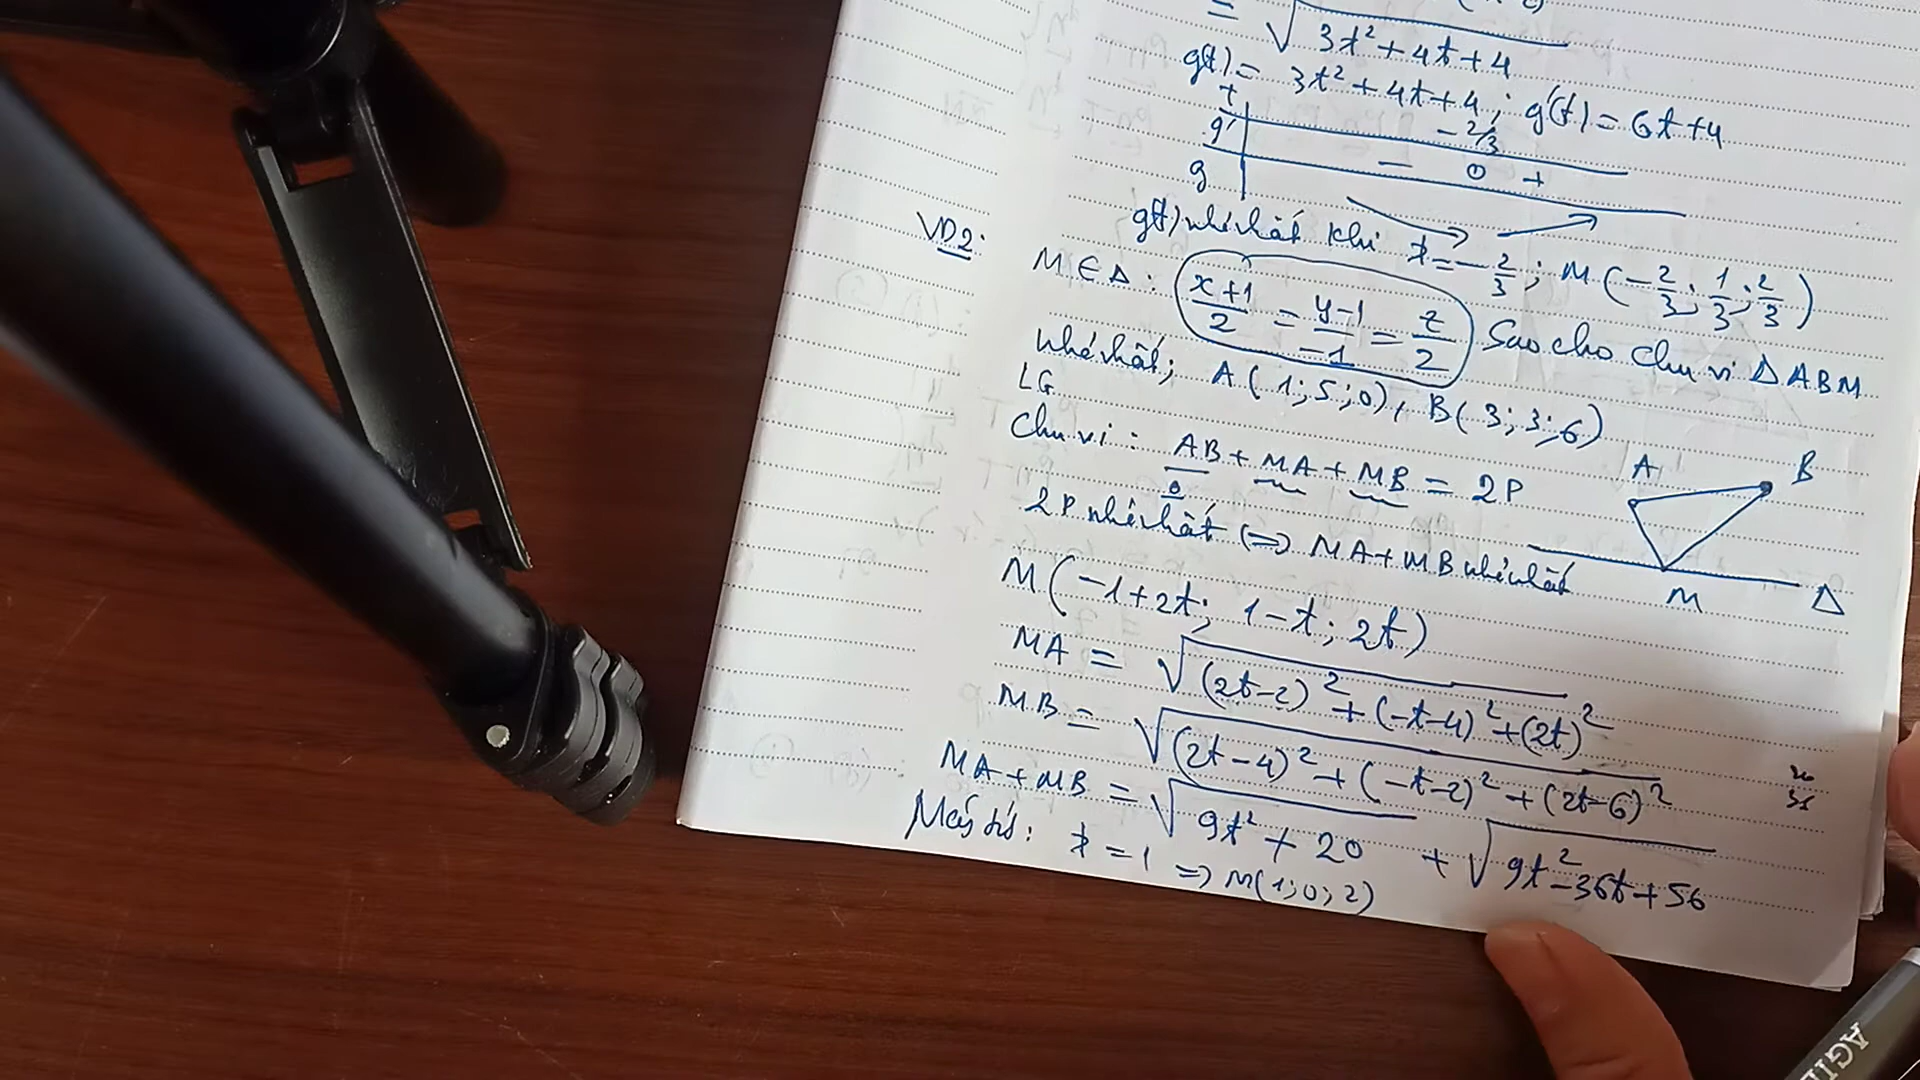 = √3t² + 4t + 4
g(t) = 3t² + 4t + 4; g'(t) = 6t + 4
t -2/3
g' - 0 +
g
g(t) nhỏ nhất khi t = -2/3; M(-2/3; 1/3; 2/3)
VD2: M ∈ Δ: (x+1)/2 = (y-1)/-1 = z/2 Sao cho chu vi Δ ABM
nhỏ nhất; A(1; 5; 0), B(3; 3; 6)
LG
Chu vi: AB + MA + MB = 2P
2P nhỏ nhất ⇔ MA + MB nhỏ nhất
A B
M Δ
M(-1+2t; 1-t; 2t)
MA = √(2t-2)² + (-t-4)² + (2t)²
MB = √(2t-4)² + (-t-2)² + (2t-6)²
MA + MB = √9t² + 20 + √9t² - 36t + 56
Máy tính: t = 1 ⇒ M(1; 0; 2)